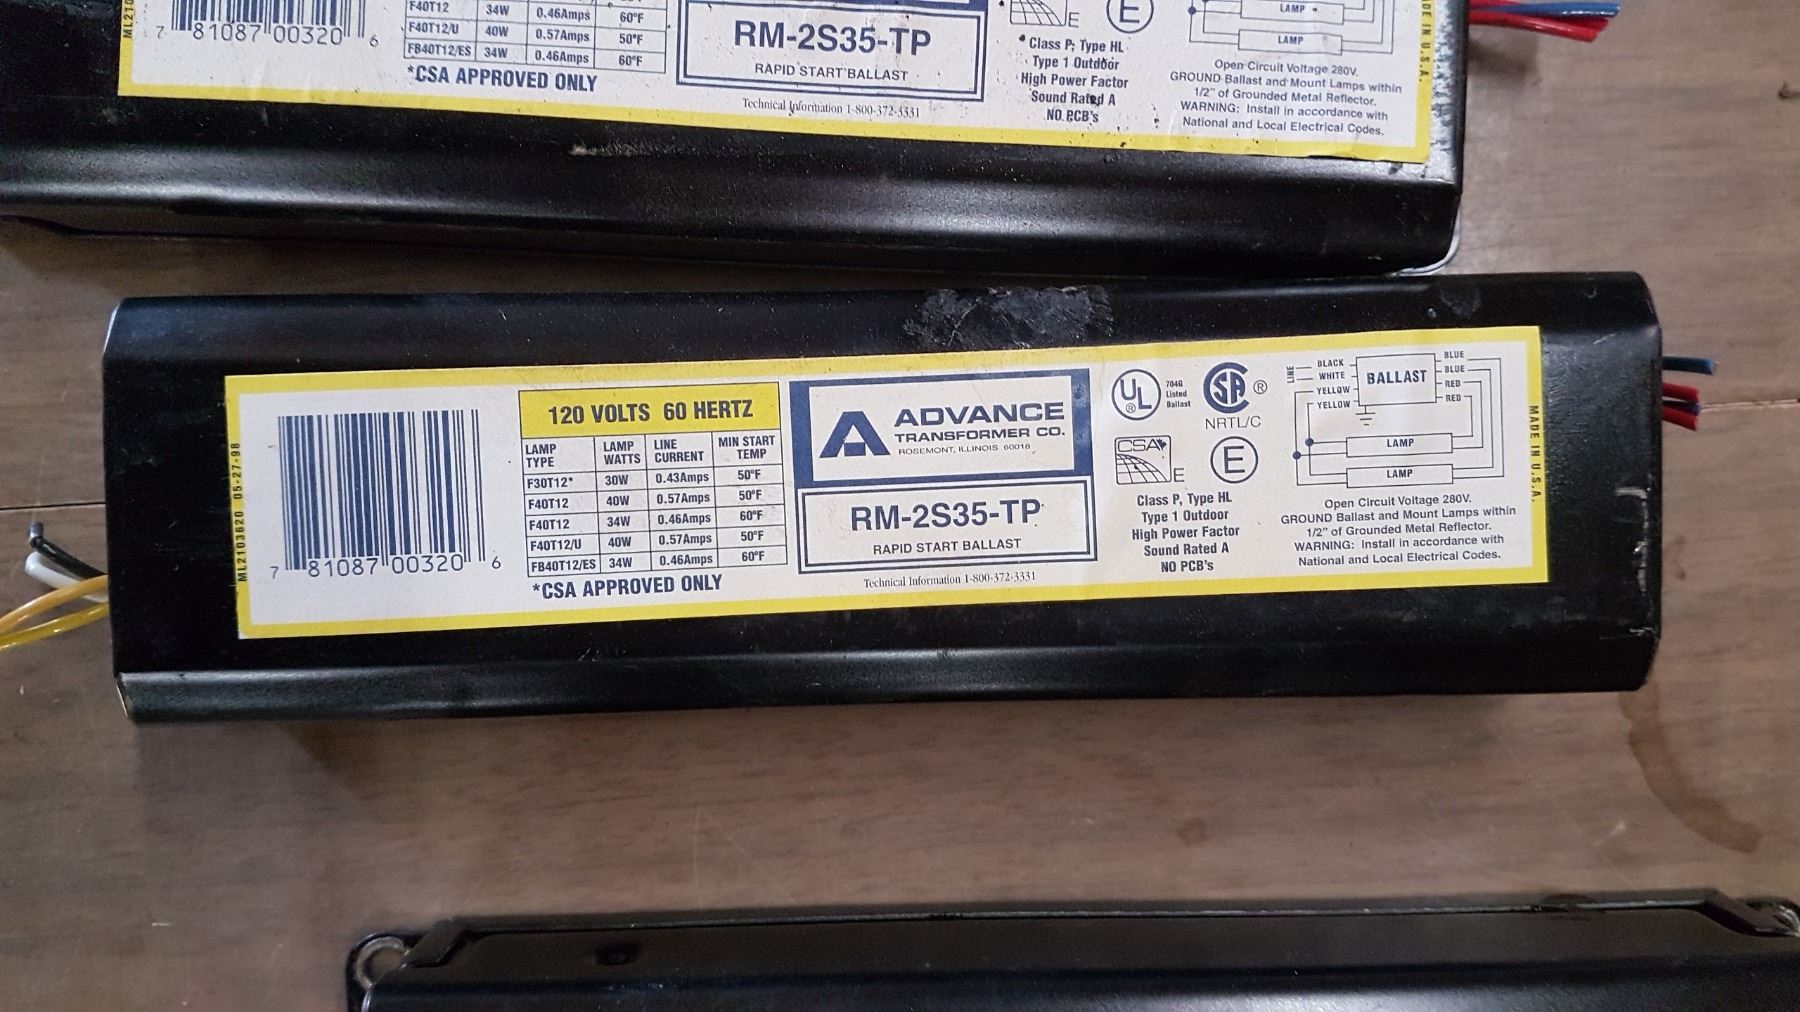 ML210
7 81087 00320 6
F40T12 34W 0.46Amps 60°F
F40T12/U 40W 0.57Amps 50°F
FB40T12/ES 34W 0.46Amps 60°F
*CSA APPROVED ONLY
RM-2S35-TP
RAPID START BALLAST
Technical Information 1-800-372-3331
E
E
Class P, Type HL
Type 1 Outdoor
High Power Factor
Sound Rated A
NO PCB's
LAMP
LAMP
Open Circuit Voltage 280V.
GROUND Ballast and Mount Lamps within
1/2" of Grounded Metal Reflector.
WARNING: Install in accordance with
National and Local Electrical Codes.
DE IN U.S.A.
ML2103620 05-27-98
7 81087 00320 6
120 VOLTS 60 HERTZ
LAMP TYPE LAMP WATTS LINE CURRENT MIN START TEMP
F30T12* 30W 0.43Amps 50°F
F40T12 40W 0.57Amps 50°F
F40T12 34W 0.46Amps 60°F
F40T12/U 40W 0.57Amps 50°F
FB40T12/ES 34W 0.46Amps 60°F
*CSA APPROVED ONLY
ADVANCE
TRANSFORMER CO.
ROSEMONT, ILLINOIS 60018
RM-2S35-TP
RAPID START BALLAST
Technical Information 1-800-372-3331
UL ®
704G
Listed
Ballast
SA ®
NRTL/C
CSA
E
E
Class P, Type HL
Type 1 Outdoor
High Power Factor
Sound Rated A
NO PCB's
LINE
BLACK
WHITE
YELLOW
YELLOW
BALLAST
BLUE
BLUE
RED
RED
LAMP
LAMP
Open Circuit Voltage 280V.
GROUND Ballast and Mount Lamps within
1/2" of Grounded Metal Reflector.
WARNING: Install in accordance with
National and Local Electrical Codes.
MADE IN U.S.A.